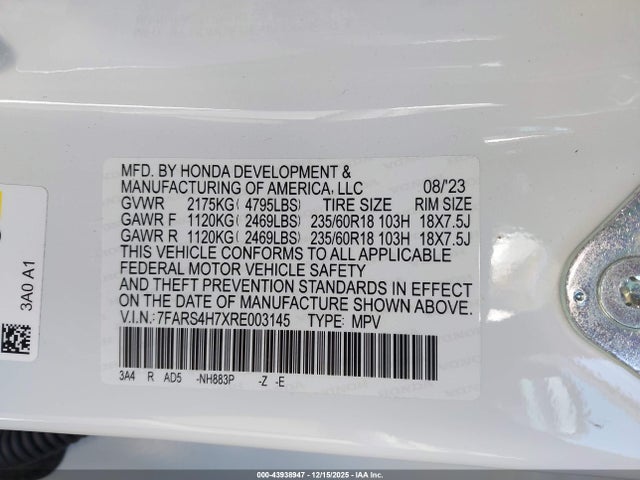 MFD. BY HONDA DEVELOPMENT &
MANUFACTURING OF AMERICA, LLC 08/'23
GVWR 2175KG( 4795LBS) TIRE SIZE RIM SIZE
GAWR F 1120KG( 2469LBS) 235/60R18 103H 18X7.5J
GAWR R 1120KG( 2469LBS) 235/60R18 103H 18X7.5J
THIS VEHICLE CONFORMS TO ALL APPLICABLE
FEDERAL MOTOR VEHICLE SAFETY
AND THEFT PREVENTION STANDARDS IN EFFECT
ON THE DATE OF MANUFACTURE SHOWN ABOVE.
V.I.N.:7FARS4H7XRE003145 TYPE: MPV
3A4 R AD5 -NH883P -Z -E
3A0 A1
000-43938947 12/15/2025 IAA Inc.